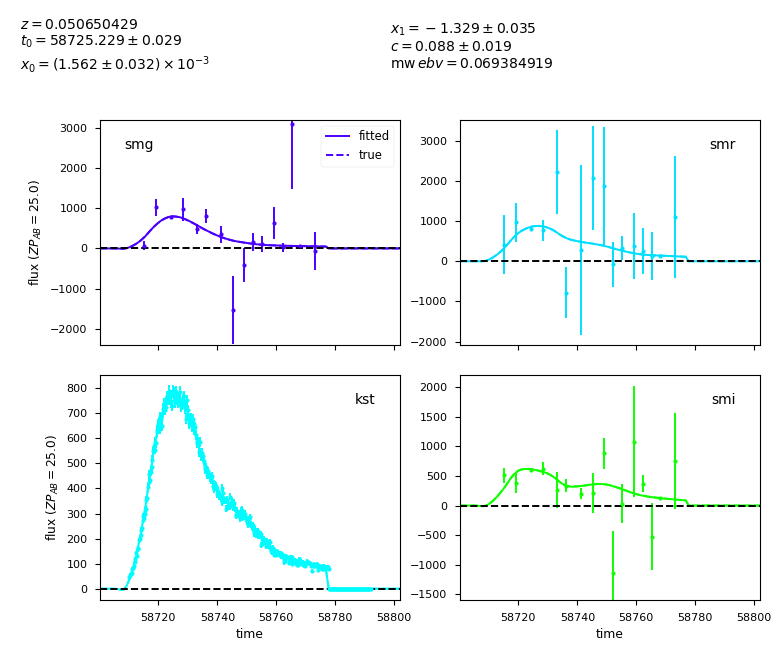 z = 0.050650429
t₀ = 58725.229 ± 0.029
x₀ = (1.562 ± 0.032) × 10⁻³
x₁ = −1.329 ± 0.035
c = 0.088 ± 0.019
mw ebv = 0.069384919
smg
fitted
true
3000
2000
1000
0
−1000
−2000
flux (ZP_AB = 25.0)
smr
3000
2000
1000
0
−1000
−2000
kst
800
700
600
500
400
300
200
100
0
flux (ZP_AB = 25.0)
58720 58740 58760 58780 58800
time
smi
2000
1500
1000
500
0
−500
−1000
−1500
58720 58740 58760 58780 58800
time